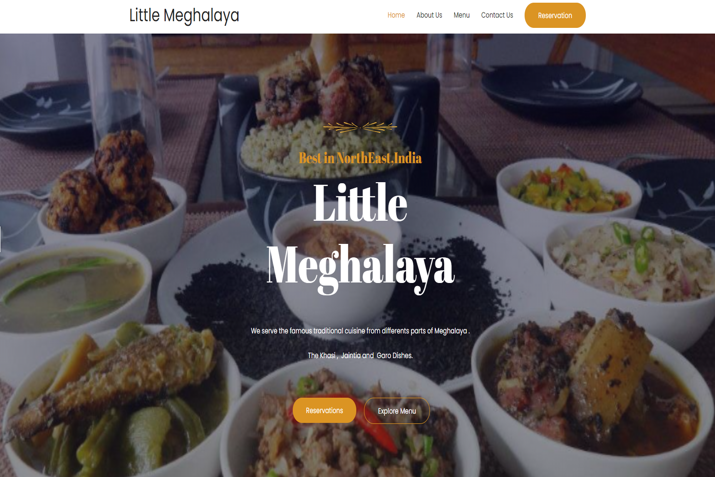 Little Meghalaya
Home About Us Menu Contact Us Reservation
Best in NorthEast,India
Little
Meghalaya
We serve the famous traditional cuisine from differents parts of Meghalaya .
The Khasi , Jaintia and Garo Dishes.
Reservations Explore Menu